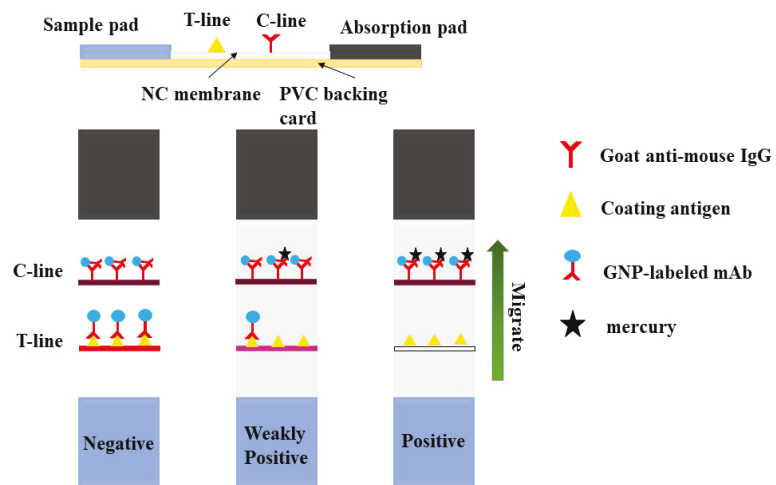 T-line
C-line
Sample pad
Absorption pad
NC membrane
PVC backing
card
Goat anti-mouse IgG
Coating antigen
C-line
GNP-labeled mAb
Migrate
mercury
T-line
Negative
Weakly
Positive
Positive